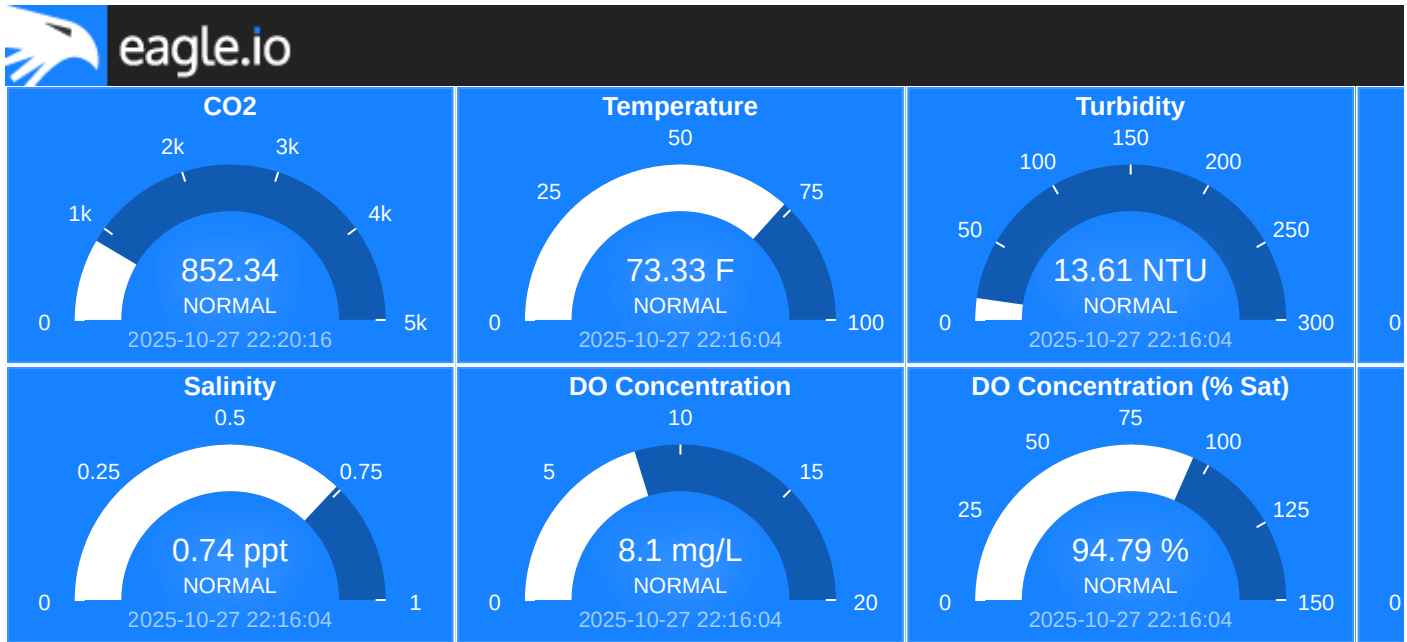 eagle.io
CO2
2k 3k
1k 4k
852.34
NORMAL
0 5k
2025-10-27 22:20:16
Temperature
50
25 75
73.33 F
NORMAL
0 100
2025-10-27 22:16:04
Turbidity
150
100 200
50 250
13.61 NTU
NORMAL
0 300
2025-10-27 22:16:04
0
Salinity
0.5
0.25 0.75
0.74 ppt
NORMAL
0 1
2025-10-27 22:16:04
DO Concentration
10
5 15
8.1 mg/L
NORMAL
0 20
2025-10-27 22:16:04
DO Concentration (% Sat)
75
50 100
25 125
94.79 %
NORMAL
0 150
2025-10-27 22:16:04
0